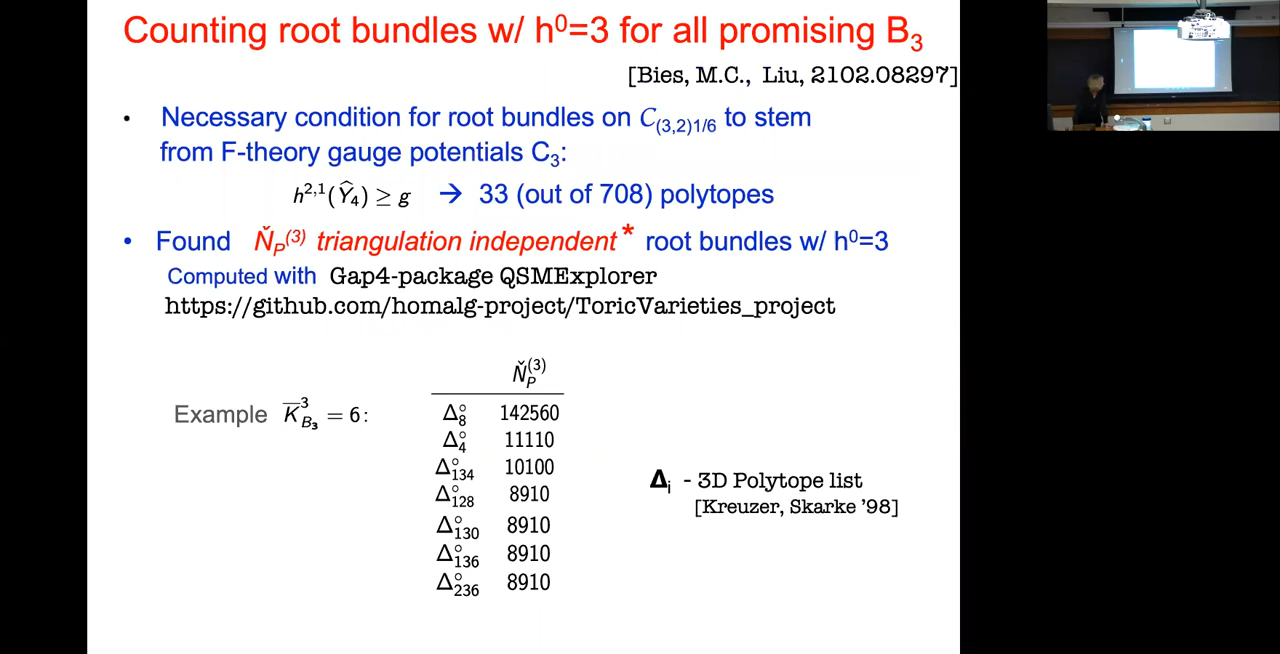 Counting root bundles w/ h⁰=3 for all promising B₃
[Bies, M.C., Liu, 2102.08297]
• Necessary condition for root bundles on C₍₃,₂₎₁/₆ to stem
from F-theory gauge potentials C₃:
h²,¹(Ŷ₄) ≥ g → 33 (out of 708) polytopes
• Found Ň_P⁽³⁾ triangulation independent* root bundles w/ h⁰=3
Computed with Gap4-package QSMExplorer
https://github.com/homalg-project/ToricVarieties_project
Ň_P⁽³⁾
Example K̅_B₃³ = 6:
Δ°₈ 142560
Δ°₄ 11110
Δ°₁₃₄ 10100
Δ°₁₂₈ 8910
Δ°₁₃₀ 8910
Δ°₁₃₆ 8910
Δ°₂₃₆ 8910
Δᵢ - 3D Polytope list
[Kreuzer, Skarke ’98]